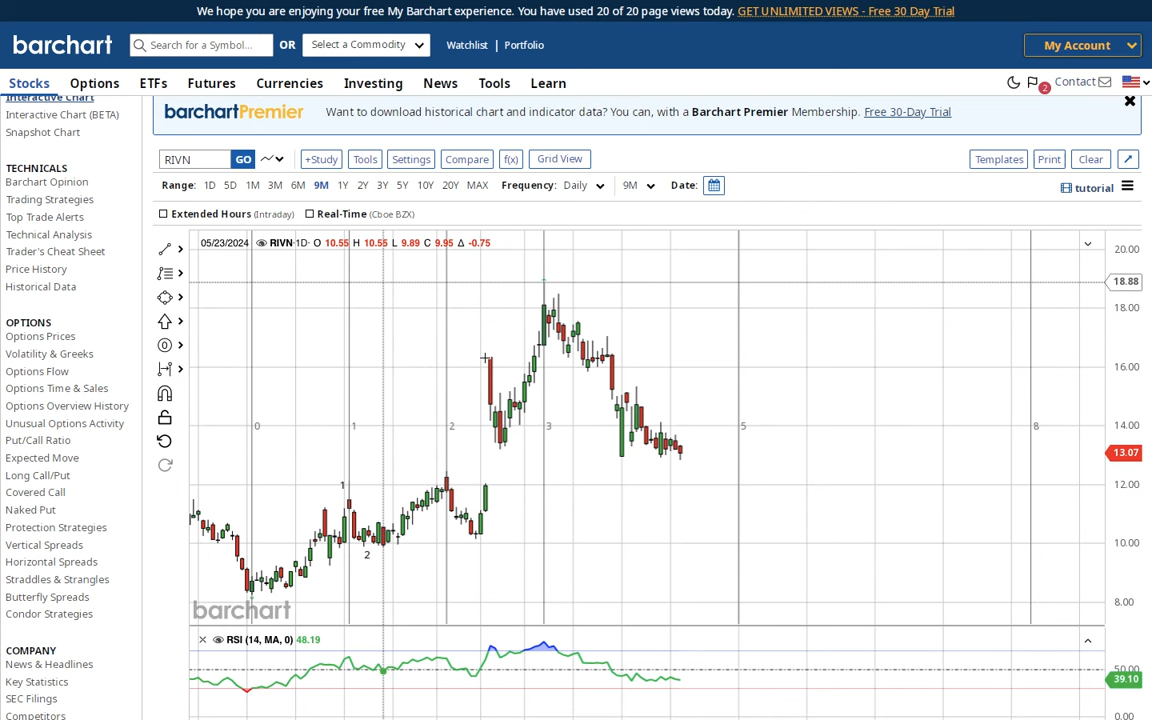 We hope you are enjoying your free My Barchart experience. You have used 20 of 20 page views today. GET UNLIMITED VIEWS - Free 30 Day Trial
barchart Search for a Symbol... OR Select a Commodity Watchlist | Portfolio My Account
Stocks Options ETFs Futures Currencies Investing News Tools Learn 2 Contact
Interactive Chart
Interactive Chart (BETA)
Snapshot Chart
TECHNICALS
Barchart Opinion
Trading Strategies
Top Trade Alerts
Technical Analysis
Trader's Cheat Sheet
Price History
Historical Data
OPTIONS
Options Prices
Volatility & Greeks
Options Flow
Options Time & Sales
Options Overview History
Unusual Options Activity
Put/Call Ratio
Expected Move
Long Call/Put
Covered Call
Naked Put
Protection Strategies
Vertical Spreads
Horizontal Spreads
Straddles & Strangles
Butterfly Spreads
Condor Strategies
COMPANY
News & Headlines
Key Statistics
SEC Filings
Competitors
barchartPremier Want to download historical chart and indicator data? You can, with a Barchart Premier Membership. Free 30-Day Trial
RIVN GO +Study Tools Settings Compare f(x) Grid View Templates Print Clear
Range: 1D 5D 1M 3M 6M 9M 1Y 2Y 3Y 5Y 10Y 20Y MAX Frequency: Daily 9M Date: tutorial
Extended Hours (Intraday) Real-Time (Cboe BZX)
05/23/2024 RIVN·1D· O 10.55 H 10.55 L 9.89 C 9.95 Δ -0.75
20.00
18.88
18.00
16.00
14.00
13.07
12.00
10.00
8.00
0 1 2 3 5 8
1
2
barchart
RSI (14, MA, 0) 48.19
50.00
39.10
0.00